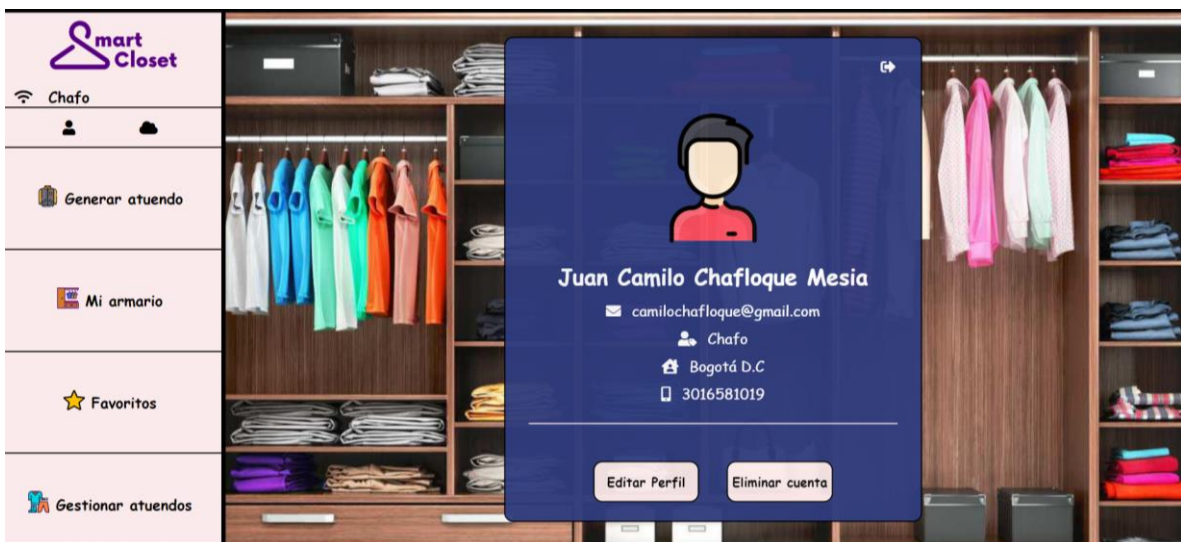 Smart
Closet
Chafo
Generar atuendo
Mi armario
Favoritos
Gestionar atuendos
Juan Camilo Chafloque Mesia
camilochafloque@gmail.com
Chafo
Bogotá D.C
3016581019
Editar Perfil
Eliminar cuenta